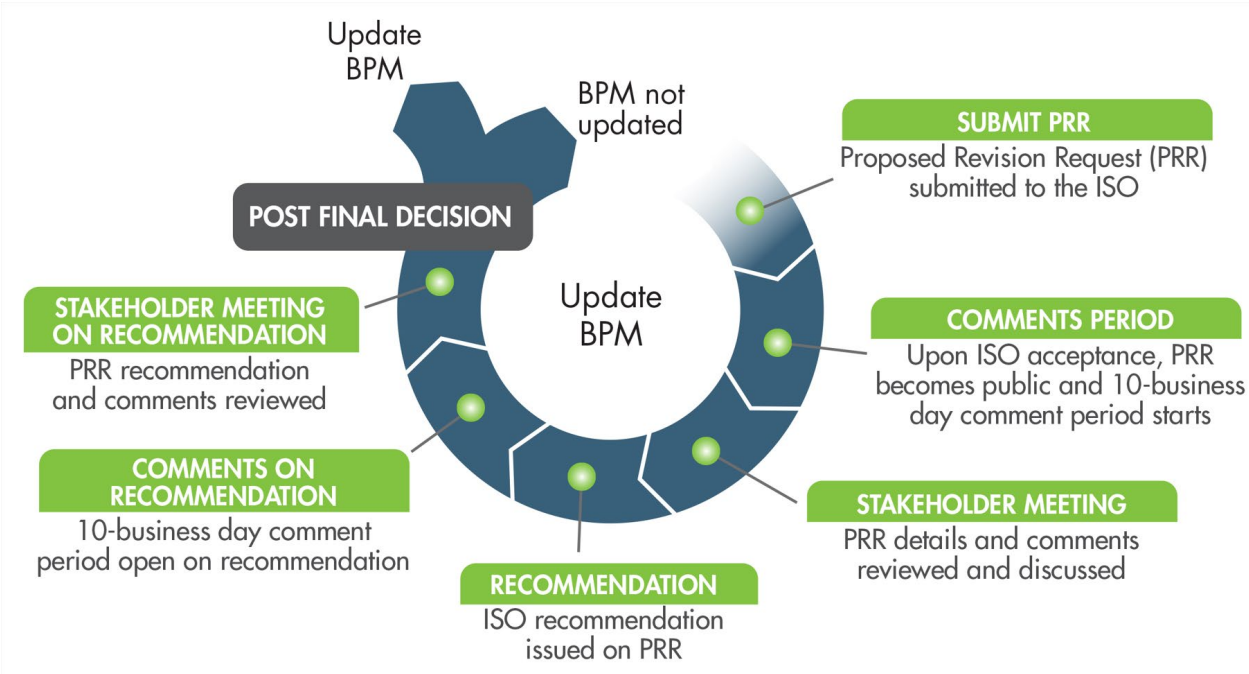 Update
BPM
BPM not
updated
SUBMIT PRR
Proposed Revision Request (PRR)
submitted to the ISO
COMMENTS PERIOD
Upon ISO acceptance, PRR
becomes public and 10-business
day comment period starts
STAKEHOLDER MEETING
PRR details and comments
reviewed and discussed
RECOMMENDATION
ISO recommendation
issued on PRR
COMMENTS ON
RECOMMENDATION
10-business day comment
period open on recommendation
STAKEHOLDER MEETING
ON RECOMMENDATION
PRR recommendation
and comments reviewed
POST FINAL DECISION
Update
BPM